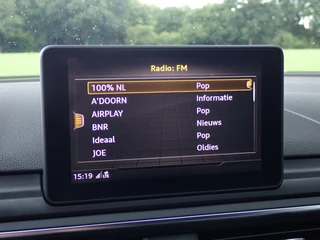 Radio: FM
100% NL Pop
A'DOORN Informatie
AIRPLAY Pop
BNR Nieuws
Ideaal Pop
JOE Oldies
15:19